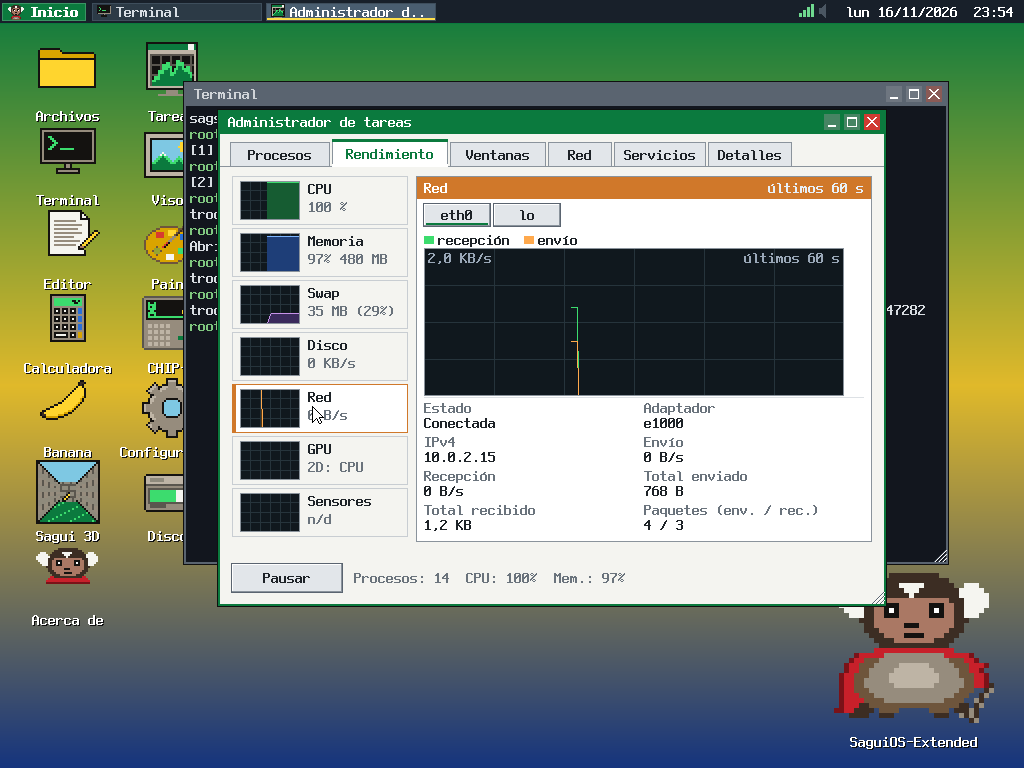 Inicio
Terminal
Administrador d..
lun 16/11/2026 23:54
Archivos
Terminal
Editor
Calculadora
Banana
Sagui 3D
Acerca de
Terminal
[1]
[2]
Abri
47282
Administrador de tareas
Procesos
Rendimiento
Ventanas
Red
Servicios
Detalles
CPU
100 %
Memoria
97% 480 MB
Swap
35 MB (29%)
Disco
0 KB/s
Red
0 B/s
GPU
2D: CPU
Sensores
n/d
Red
últimos 60 s
eth0
lo
recepción
envío
2,0 KB/s
últimos 60 s
Estado
Conectada
Adaptador
e1000
IPv4
10.0.2.15
Envío
0 B/s
Recepción
0 B/s
Total enviado
768 B
Total recibido
1,2 KB
Paquetes (env. / rec.)
4 / 3
Pausar
Procesos: 14 CPU: 100% Mem.: 97%
SaguiOS-Extended